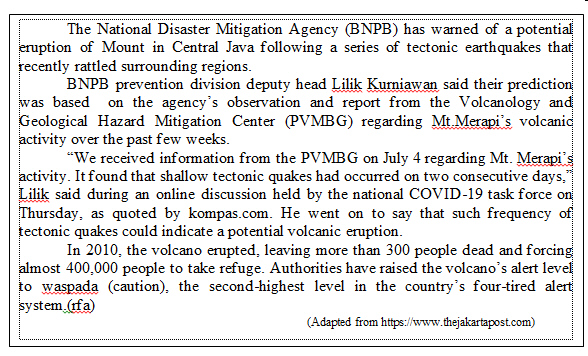 The National Disaster Mitigation Agency (BNPB) has warned of a potential
eruption of Mount in Central Java following a series of tectonic earthquakes that
recently rattled surrounding regions.
BNPB prevention division deputy head Lilik Kurniawan said their prediction
was based on the agency's observation and report from the Volcanology and
Geological Hazard Mitigation Center (PVMBG) regarding Mt.Merapi's volcanic
activity over the past few weeks.
“We received information from the PVMBG on July 4 regarding Mt. Merapi's
activity. It found that shallow tectonic quakes had occurred on two consecutive days,”
Lilik said during an online discussion held by the national COVID-19 task force on
Thursday, as quoted by kompas.com. He went on to say that such frequency of
tectonic quakes could indicate a potential volcanic eruption.
In 2010, the volcano erupted, leaving more than 300 people dead and forcing
almost 400,000 people to take refuge. Authorities have raised the volcano's alert level
to waspada (caution), the second-highest level in the country's four-tired alert
system.(rfa)
(Adapted from https://www.thejakartapost.com)